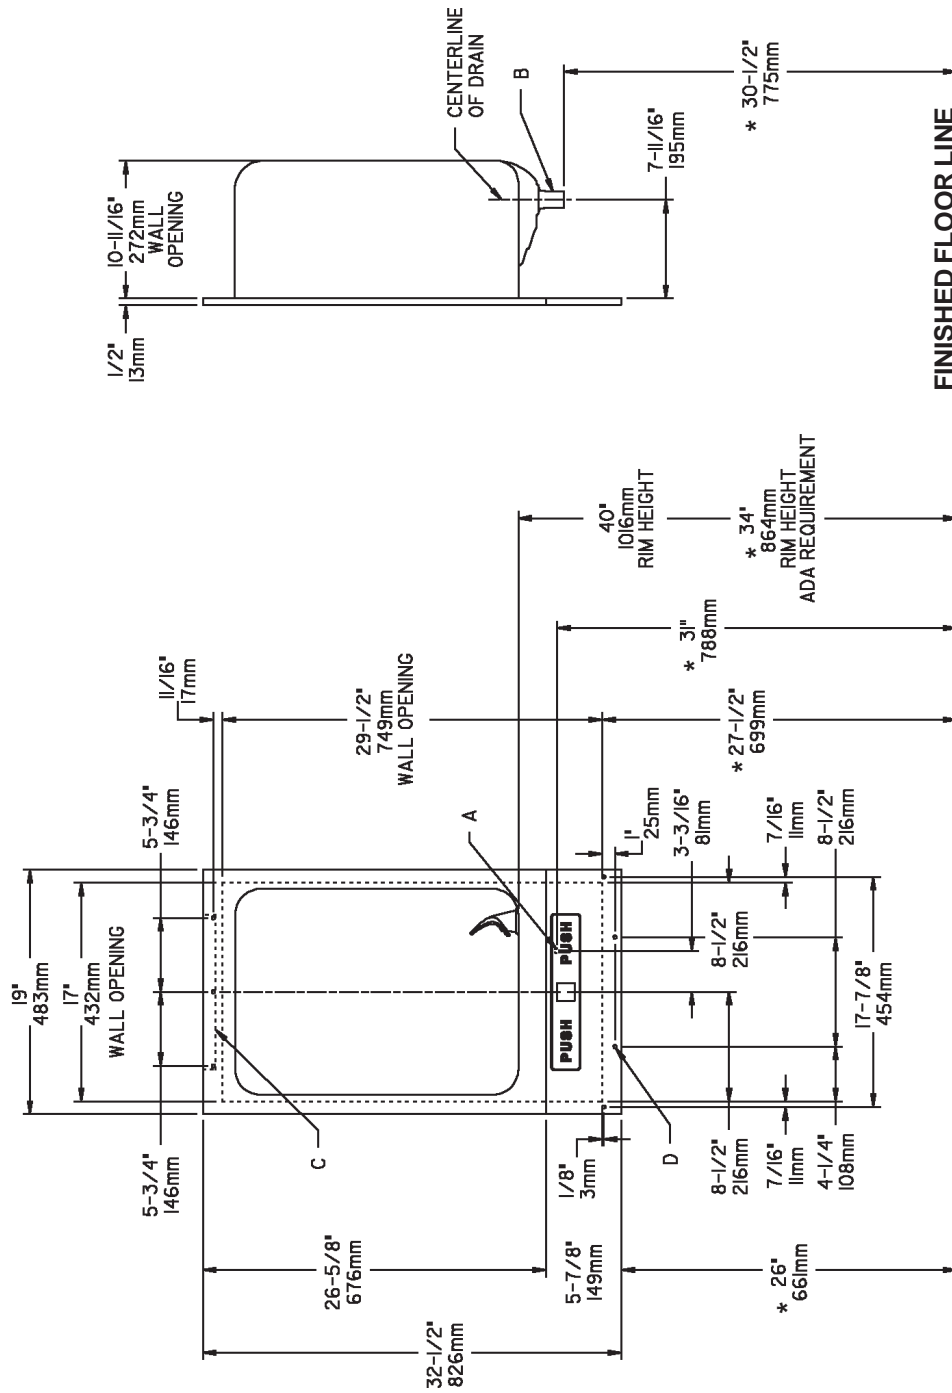 1/2"
13mm
10-11/16"
272mm
WALL
OPENING
CENTERLINE
OF DRAIN
B
7-11/16"
195mm
* 30-1/2"
775mm
FINISHED FLOOR LINE
19"
483mm
17"
432mm
WALL OPENING
5-3/4"
146mm
5-3/4"
146mm
11/16"
17mm
29-1/2"
749mm
WALL OPENING
40"
1016mm
RIM HEIGHT
* 34"
864mm
RIM HEIGHT
ADA REQUIREMENT
* 31"
788mm
* 27-1/2"
699mm
A
C
D
PUSH
PUSH
1"
25mm
3-3/16"
81mm
7/16"
11mm
8-1/2"
216mm
8-1/2"
216mm
17-7/8"
454mm
1/8"
3mm
8-1/2"
216mm
7/16"
11mm
4-1/4"
108mm
26-5/8"
676mm
5-7/8"
149mm
32-1/2"
826mm
* 26"
661mm